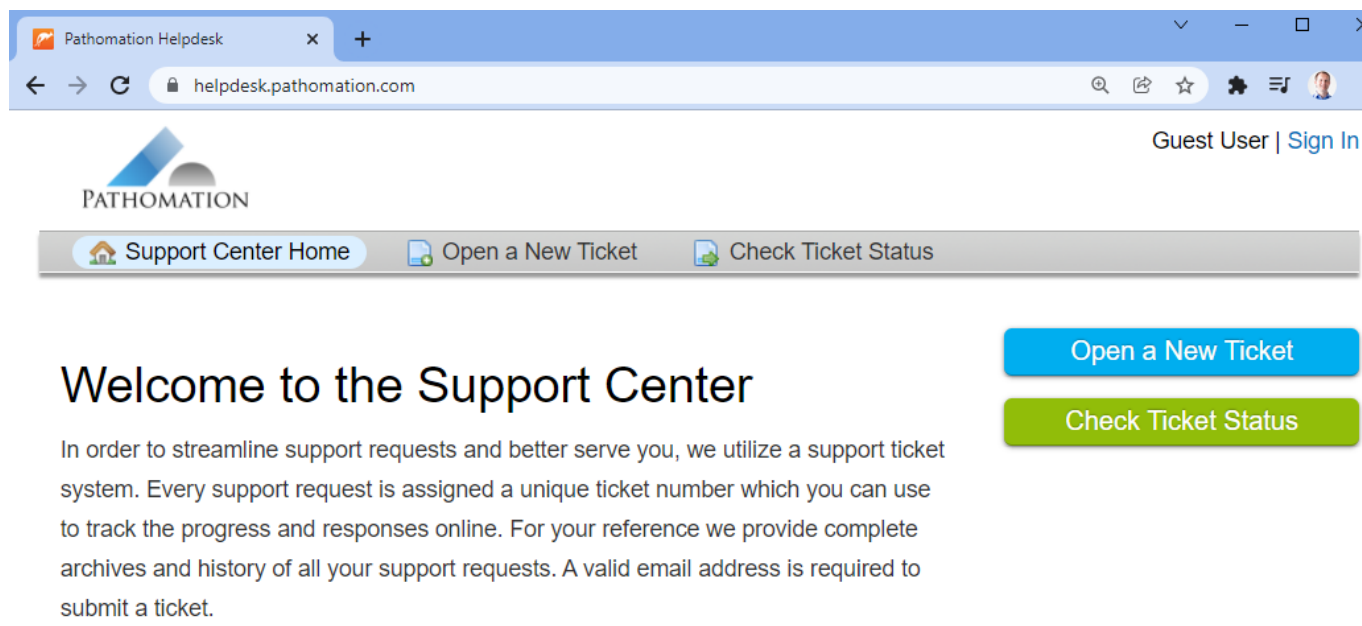 Pathomation Helpdesk
helpdesk.pathomation.com
Guest User | Sign In
PATHOMATION
Support Center Home Open a New Ticket Check Ticket Status
Open a New Ticket
Welcome to the Support Center
Check Ticket Status
In order to streamline support requests and better serve you, we utilize a support ticket
system. Every support request is assigned a unique ticket number which you can use
to track the progress and responses online. For your reference we provide complete
archives and history of all your support requests. A valid email address is required to
submit a ticket.